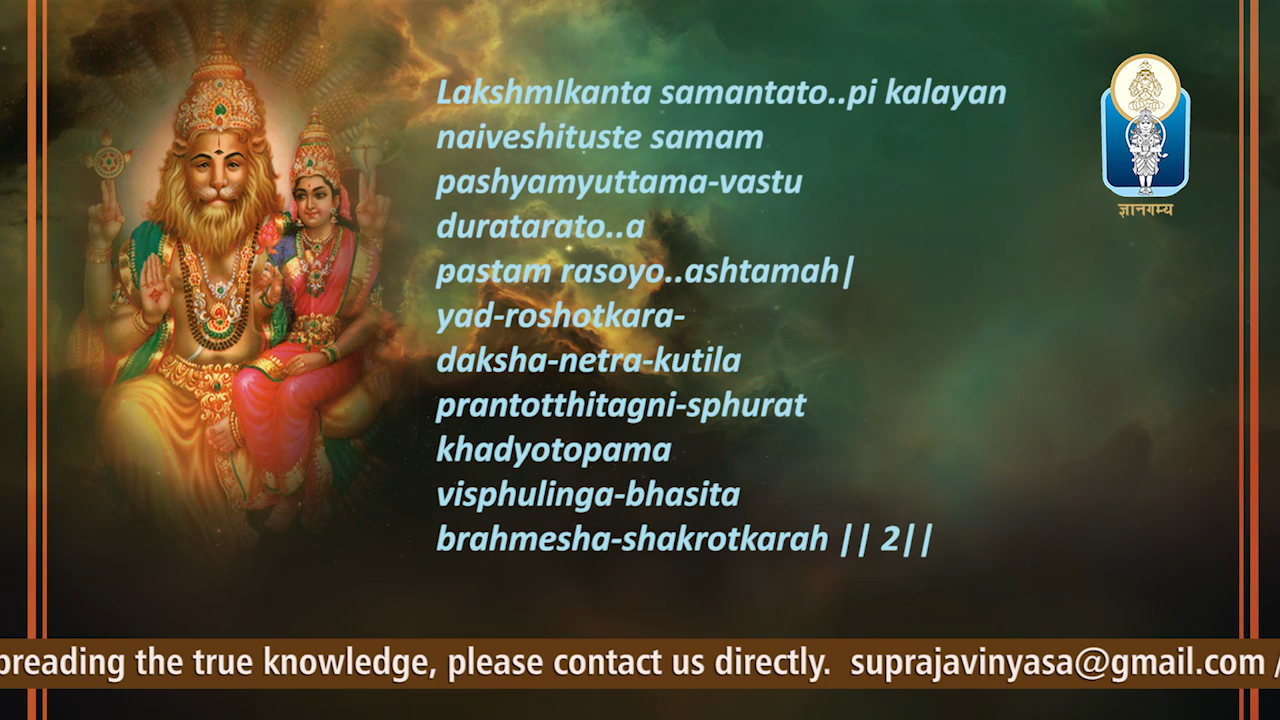 LakshmIkanta samantato..pi kalayan
naiveshituste samam
pashyamyuttama-vastu
duratarato..a
pastam rasoyo..ashtamah|
yad-roshotkara-
daksha-netra-kutila
prantotthitagni-sphurat
khadyotopama
visphulinga-bhasita
brahmesha-shakrotkarah || 2||
ज्ञानगम्य
preading the true knowledge, please contact us directly.  suprajavinyasa@gmail.com /